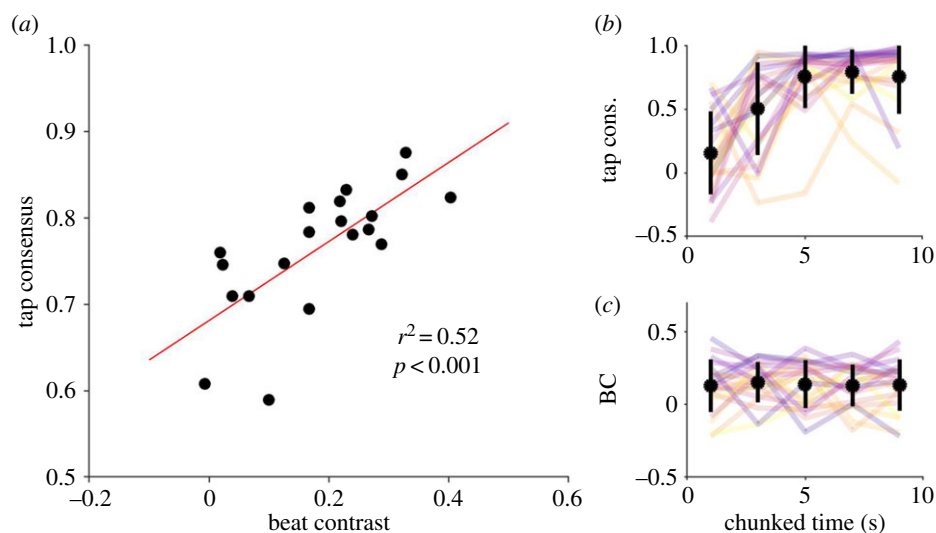 (a)
tap consensus
1.0
0.9
0.8
0.7
0.6
0.5
−0.2
0
0.2
0.4
0.6
beat contrast
r² = 0.52
p < 0.001
(b)
tap cons.
1.0
0.5
0
−0.5
0
5
10
(c)
BC
0.5
0
−0.5
0
5
10
chunked time (s)